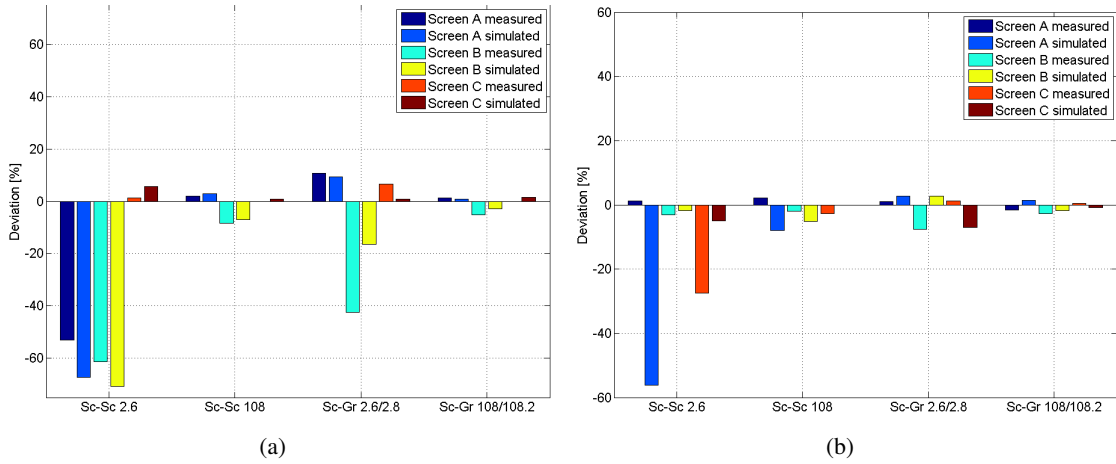 Screen A measured
Screen A simulated
Screen B measured
Screen B simulated
Screen C measured
Screen C simulated
60
40
20
0
-20
-40
-60
Deviation [%]
Sc-Sc 2.6
Sc-Sc 108
Sc-Gr 2.6/2.8
Sc-Gr 108/108.2
(a)
Screen A measured
Screen A simulated
Screen B measured
Screen B simulated
Screen C measured
Screen C simulated
60
40
20
0
-20
-40
-60
Deviation [%]
Sc-Sc 2.6
Sc-Sc 108
Sc-Gr 2.6/2.8
Sc-Gr 108/108.2
(b)